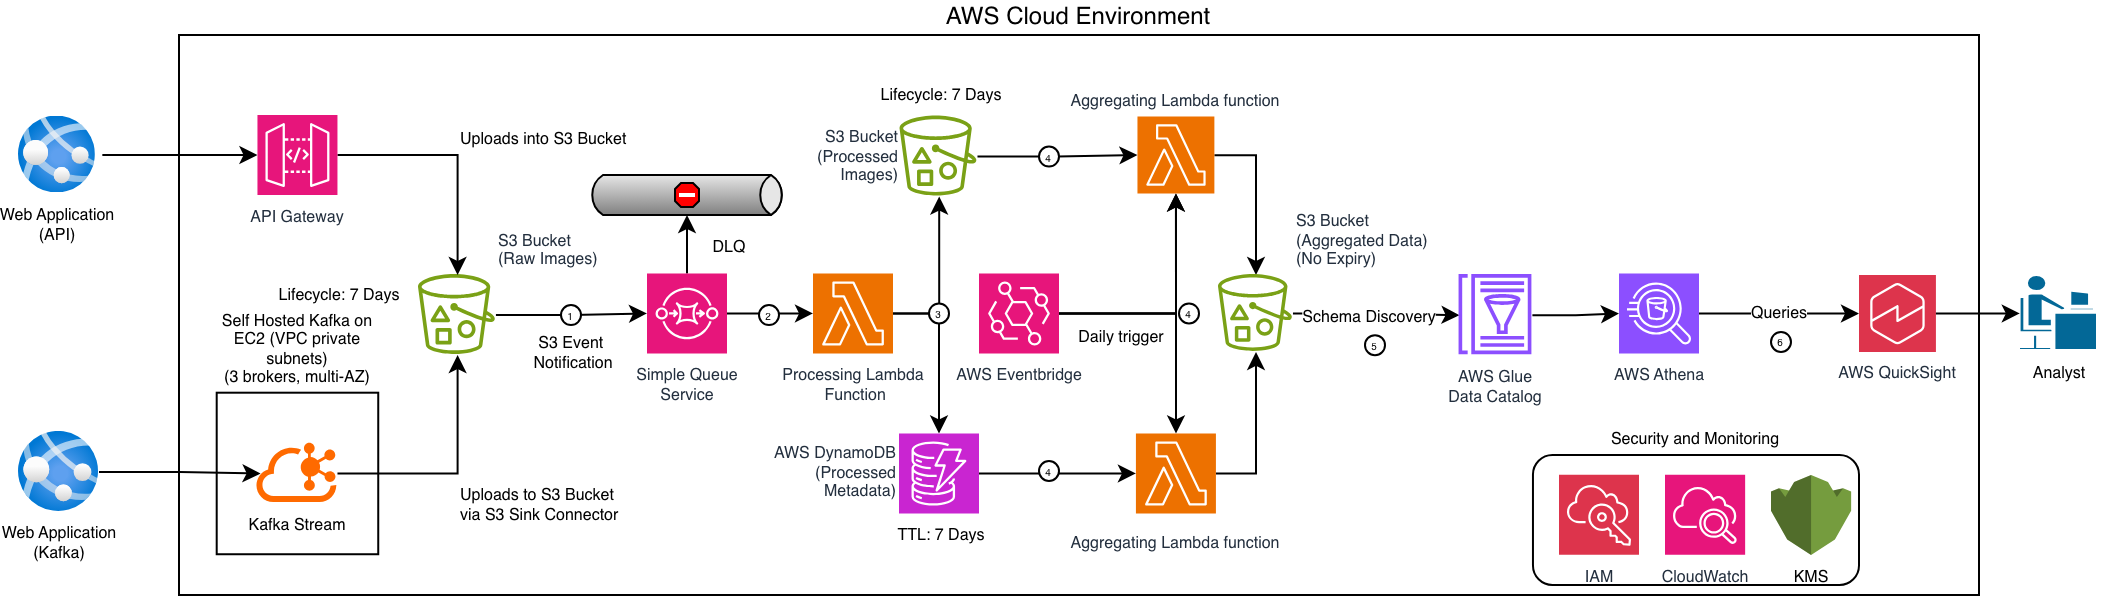 AWS Cloud Environment
Web Application
(API)
API Gateway
Uploads into S3 Bucket
S3 Bucket
(Raw Images)
Lifecycle: 7 Days
Self Hosted Kafka on
EC2 (VPC private
subnets)
(3 brokers, multi-AZ)
Kafka Stream
Web Application
(Kafka)
Uploads to S3 Bucket
via S3 Sink Connector
1
S3 Event
Notification
DLQ
Simple Queue
Service
2
Processing Lambda
Function
3
Lifecycle: 7 Days
S3 Bucket
(Processed
Images)
AWS DynamoDB
(Processed
Metadata)
TTL: 7 Days
AWS Eventbridge
Daily trigger
4
4
4
Aggregating Lambda function
Aggregating Lambda function
S3 Bucket
(Aggregated Data)
(No Expiry)
Schema Discovery
5
AWS Glue
Data Catalog
AWS Athena
Queries
6
AWS QuickSight
Analyst
Security and Monitoring
IAM
CloudWatch
KMS